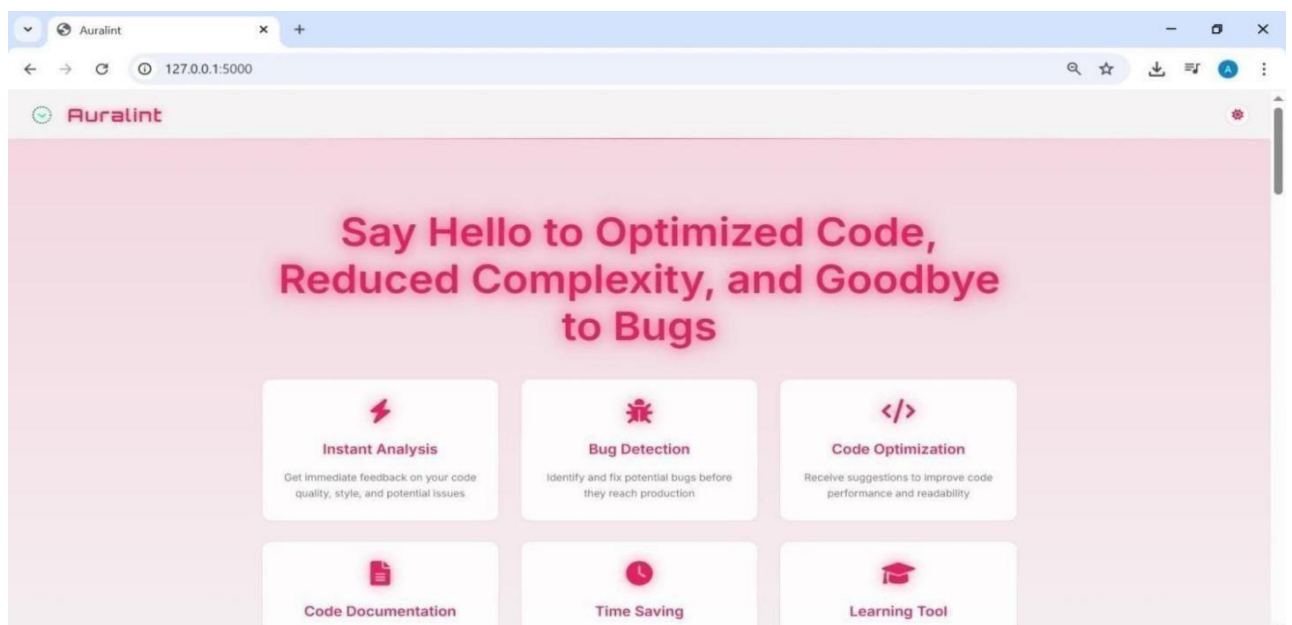 Auralint
127.0.0.1:5000
A
Auralint
Say Hello to Optimized Code,
Reduced Complexity, and Goodbye
to Bugs
Instant Analysis
Get immediate feedback on your code
quality, style, and potential issues
Bug Detection
Identify and fix potential bugs before
they reach production
</>
Code Optimization
Receive suggestions to improve code
performance and readability
Code Documentation
Time Saving
Learning Tool